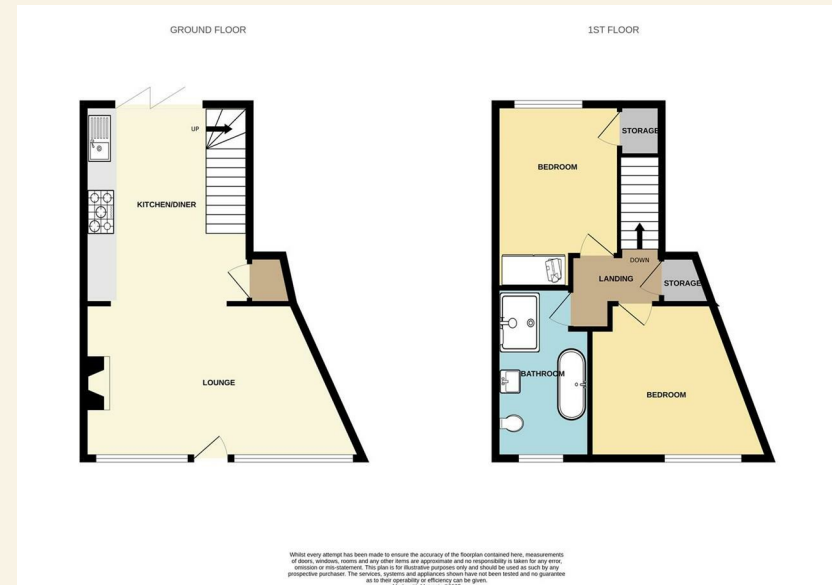 GROUND FLOOR
1ST FLOOR
UP
KITCHEN/DINER
LOUNGE
STORAGE
BEDROOM
DOWN
LANDING
STORAGE
BATHROOM
BEDROOM
Whilst every attempt has been made to ensure the accuracy of the floorplan contained here, measurements
of doors, windows, rooms and any other items are approximate and no responsibility is taken for any error,
omission or mis-statement. This plan is for illustrative purposes only and should be used as such by any
prospective purchaser. The services, systems and appliances shown have not been tested and no guarantee
as to their operability or efficiency can be given.